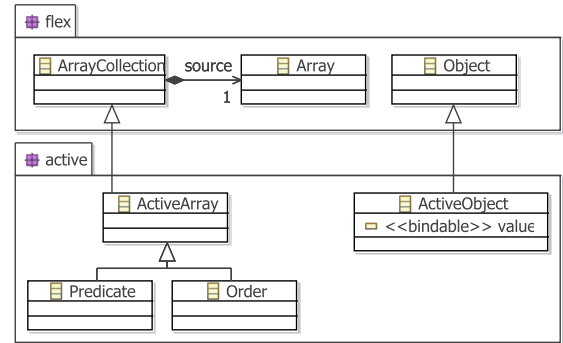 flex
ArrayCollection
source
1
Array
Object
active
ActiveArray
ActiveObject
<<bindable>> value
Predicate
Order